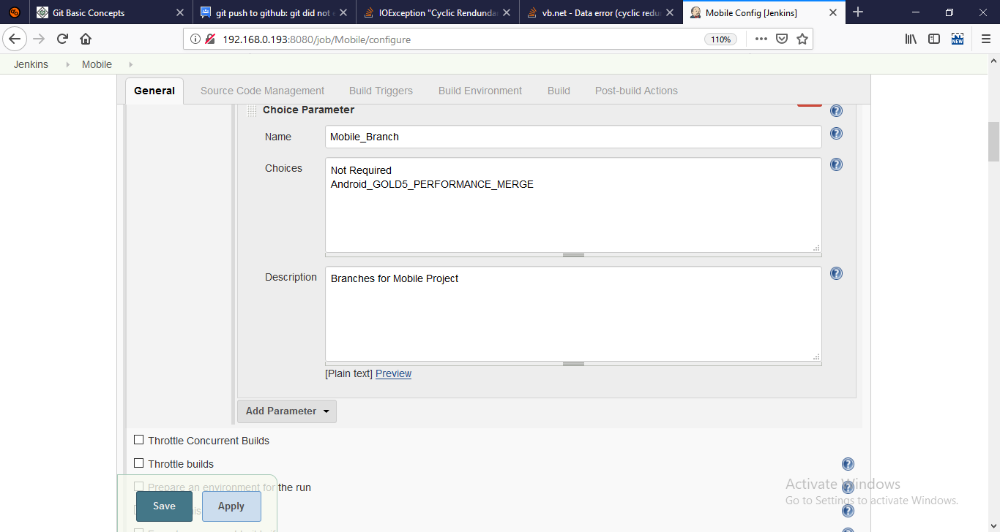 Git Basic Concepts
git push to github: git did not
IOException "Cyclic Rendunda
vb.net - Data error (cyclic redu
Mobile Config [Jenkins]
192.168.0.193:8080/job/Mobile/configure
110%
NEW
Jenkins
Mobile
General
Source Code Management
Build Triggers
Build Environment
Build
Post-build Actions
Choice Parameter
Name
Mobile_Branch
Choices
Not Required
Android_GOLD5_PERFORMANCE_MERGE
Description
Branches for Mobile Project
[Plain text] Preview
Add Parameter
Throttle Concurrent Builds
Throttle builds
Prepare an environment for the run
Save
Apply
Activate Windows
Go to Settings to activate Windows.